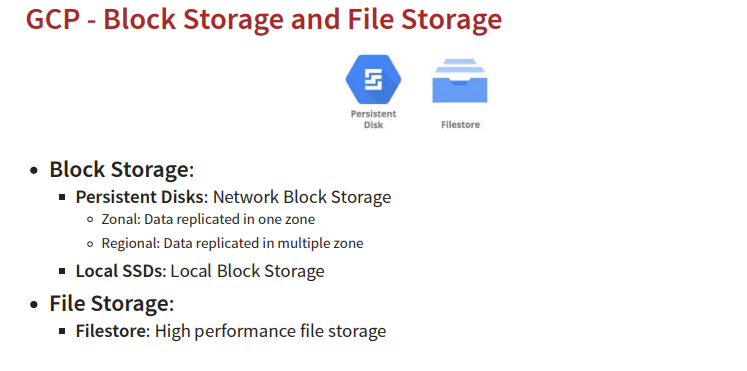 GCP - Block Storage and File Storage
Persistent
Disk
Filestore
• Block Storage:
▪ Persistent Disks: Network Block Storage
◦ Zonal: Data replicated in one zone
◦ Regional: Data replicated in multiple zone
▪ Local SSDs: Local Block Storage
• File Storage:
▪ Filestore: High performance file storage